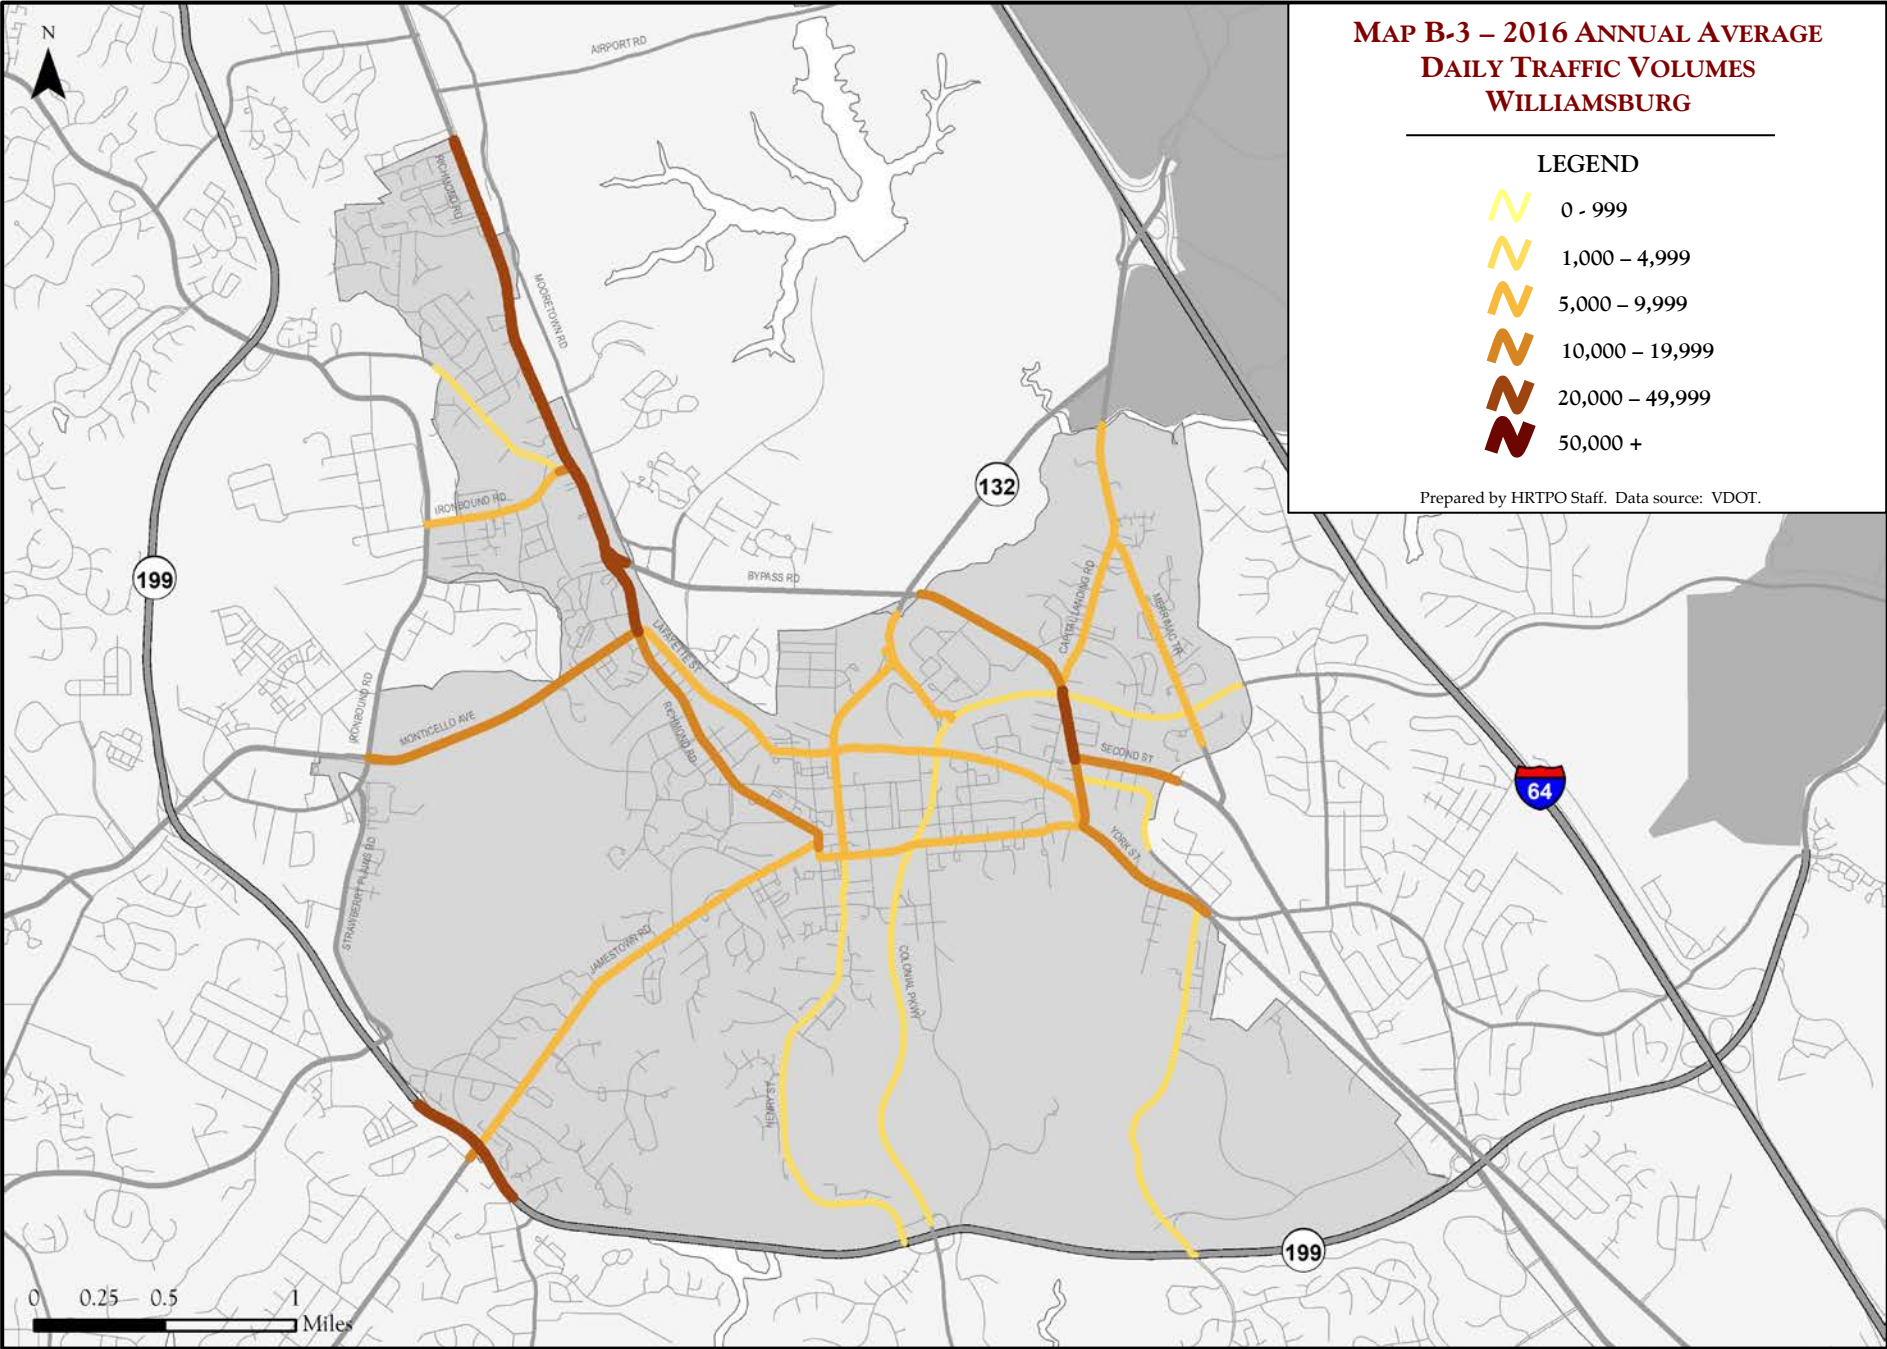 MAP B-3 – 2016 ANNUAL AVERAGE
DAILY TRAFFIC VOLUMES
WILLIAMSBURG
LEGEND
0 - 999
1,000 – 4,999
5,000 – 9,999
10,000 – 19,999
20,000 – 49,999
50,000 +
Prepared by HRTPO Staff. Data source: VDOT.
N
AIRPORT RD
RICHMOND RD
MOORETOWN RD
132
IRONBOUND RD
199
BYPASS RD
CAPITAL LANDING RD
MERRIMAC TR
LAFAYETTE ST
IRONBOUND RD
MONTICELLO AVE
RICHMOND RD
SECOND ST
64
YORK ST
STRAWBERRY PLAINS RD
JAMESTOWN RD
COLONIAL PKWY
HENRY ST
199
0 0.25 0.5 1
Miles